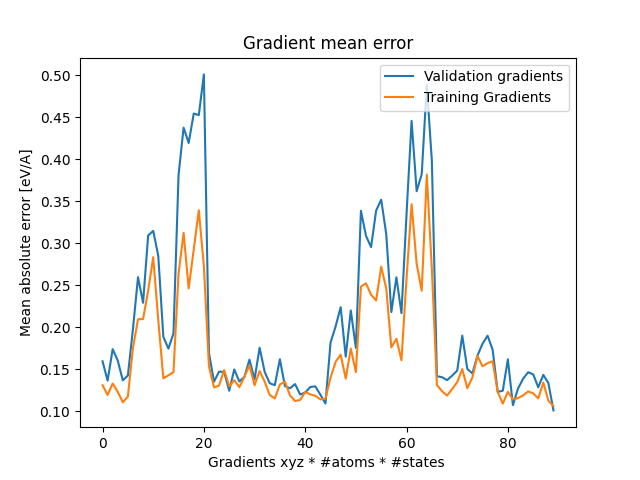 Gradient mean error
Validation gradients
Training Gradients
0.50
0.45
0.40
0.35
0.30
0.25
0.20
0.15
0.10
Mean absolute error [eV/A]
0 20 40 60 80
Gradients xyz * #atoms * #states